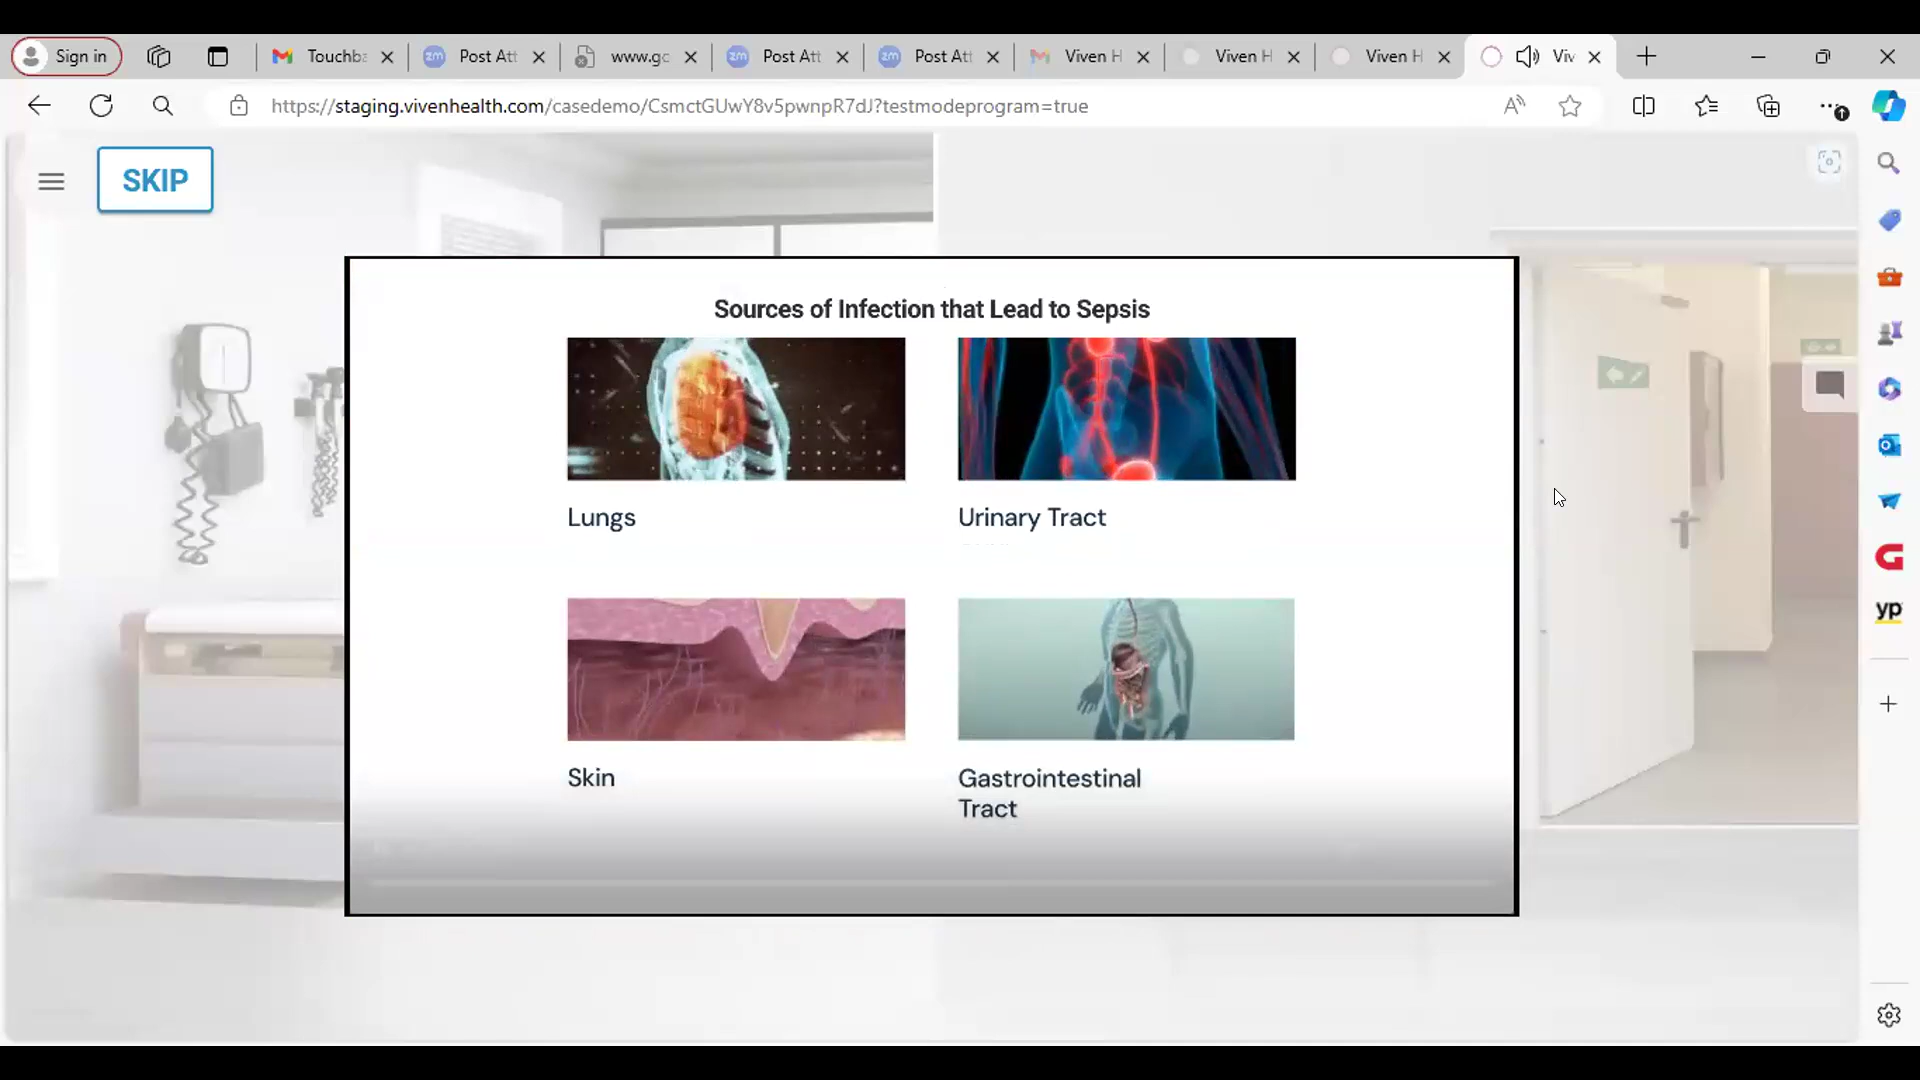 Sign in
Touchba
Post Att
www.gc
Post Att
Post Att
Viven H
Viven H
Viven H
Viv
https://staging.vivenhealth.com/casedemo/CsmctGUwY8v5pwnpR7dJ?testmodeprogram=true
SKIP
Sources of Infection that Lead to Sepsis
Lungs
Urinary Tract
Skin
Gastrointestinal
Tract
yp